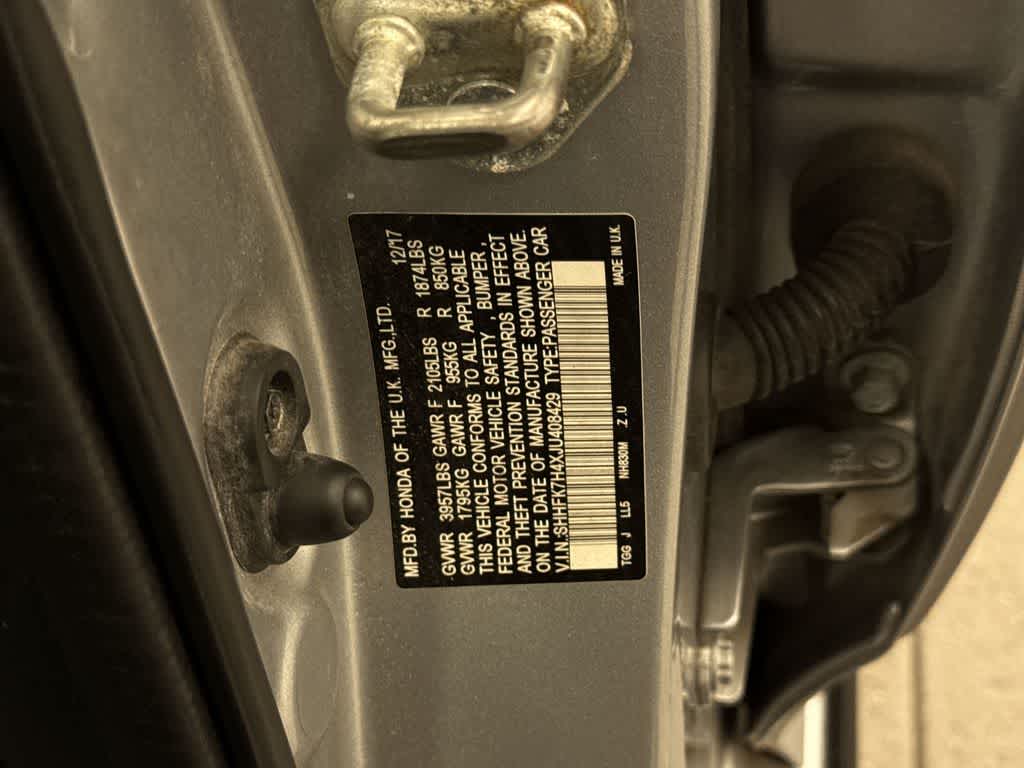 MFD.BY HONDA OF THE U.K. MFG.,LTD. 12/17
GVWR 3957LBS GAWR F 2105LBS R 1874LBS
GVWR 1795KG GAWR F 955KG R 850KG
THIS VEHICLE CONFORMS TO ALL APPLICABLE
FEDERAL MOTOR VEHICLE SAFETY , BUMPER ,
AND THEFT PREVENTION STANDARDS IN EFFECT
ON THE DATE OF MANUFACTURE SHOWN ABOVE.
V.I.N.:SHHFK7H4XJU408429 TYPE:PASSENGER CAR
TGG J LL5 NH830M .Z .U MADE IN U.K